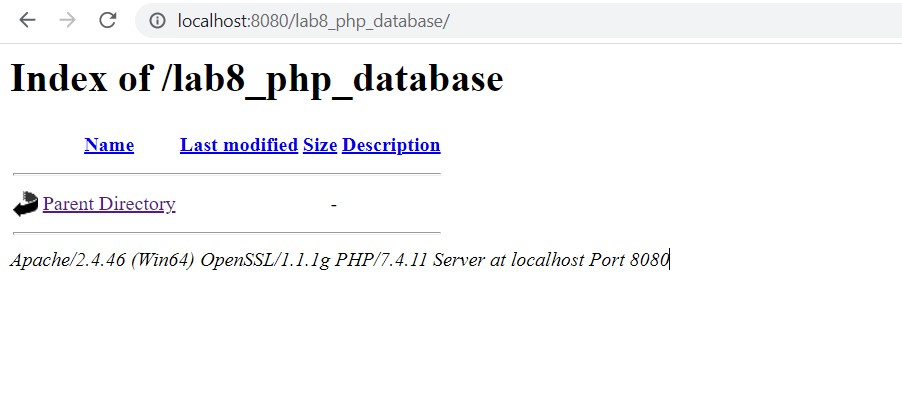 localhost:8080/lab8_php_database/
Index of /lab8_php_database
Name Last modified Size Description
Parent Directory -
Apache/2.4.46 (Win64) OpenSSL/1.1.1g PHP/7.4.11 Server at localhost Port 8080